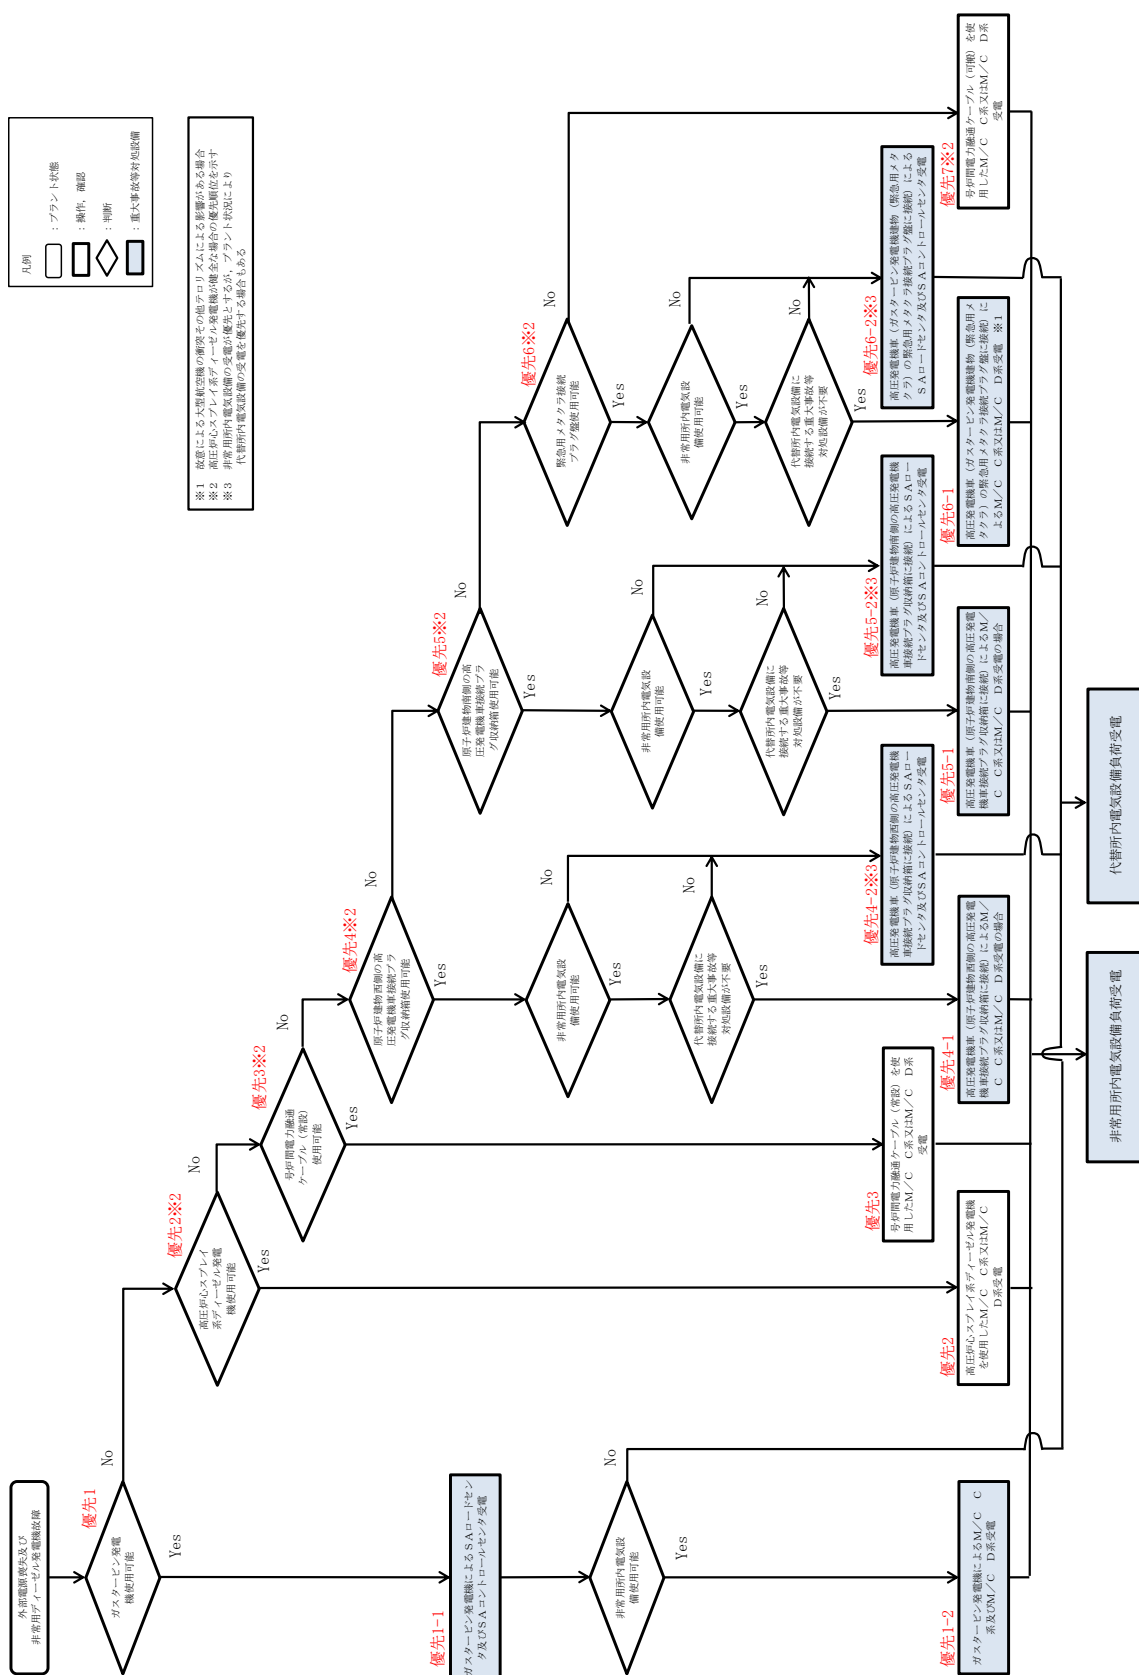 外部電源喪失及び
非常用ディーゼル発電機故障
優先1
ガスタービン発電
機使用可能
Yes
No
優先1-1
ガスタービン発電機によるＳＡロードセン
タ及びＳＡコントロールセンタ受電
非常用所内電気設
備使用可能
Yes
No
優先1-2
ガスタービン発電機によるM／C　C
系及びM／C　D系受電
優先2※2
高圧炉心スプレイ
系ディーゼル発電
機使用可能
Yes
No
優先2
高圧炉心スプレイ系ディーゼル発電機
を使用したM／C　C系又はM／C
D系受電
優先3※2
号炉間電力融通
ケーブル（常設）
使用可能
Yes
No
優先3
号炉間電力融通ケーブル（常設）を使
用したM／C　C系又はM／C　D系
受電
優先4※2
原子炉建物西側の高
圧発電機車接続プラ
グ収納箱使用可能
Yes
No
非常用所内電気設
備使用可能
Yes
No
代替所内電気設備に
接続する重大事故等
対処設備が不要
Yes
No
優先4-2※3
高圧発電機車（原子炉建物西側の高圧発電機
車接続プラグ収納箱に接続）によるＳＡロー
ドセンタ及びＳＡコントロールセンタ受電
優先4-1
高圧発電機車（原子炉建物西側の高圧発電
機車接続プラグ収納箱に接続）によるM／
C　C系又はM／C　D系受電の場合
優先5※2
原子炉建物南側の高
圧発電機車接続プラ
グ収納箱使用可能
Yes
No
非常用所内電気設
備使用可能
Yes
No
代替所内電気設備に
接続する重大事故等
対処設備が不要
Yes
No
優先5-2※3
高圧発電機車（原子炉建物南側の高圧発電機
車接続プラグ収納箱に接続）によるＳＡロー
ドセンタ及びＳＡコントロールセンタ受電
優先5-1
高圧発電機車（原子炉建物南側の高圧発電
機車接続プラグ収納箱に接続）によるM／
C　C系又はM／C　D系受電の場合
優先6※2
緊急用メタクラ接続
プラグ盤使用可能
Yes
No
非常用所内電気設
備使用可能
Yes
No
代替所内電気設備に
接続する重大事故等
対処設備が不要
Yes
No
優先6-2※3
高圧発電機車（ガスタービン発電機建物（緊急用メタ
クラ）の緊急用メタクラ接続プラグ盤に接続）による
ＳＡロードセンタ及びＳＡコントロールセンタ受電
優先6-1
高圧発電機車（ガスタービン発電機建物（緊急用メ
タクラ）の緊急用メタクラ接続プラグ盤に接続）に
よるM／C　C系又はM／C　D系受電　※1
優先7※2
号炉間電力融通ケーブル（可搬）を使
用したM／C　C系又はM／C　D系
受電
非常用所内電気設備負荷受電
代替所内電気設備負荷受電
凡例
：プラント状態
：操作，確認
：判断
：重大事故等対処設備
※1　故意による大型航空機の衝突その他テロリズムによる影響がある場合
※2　高圧炉心スプレイ系ディーゼル発電機が健全な場合の優先順位を示す
※3　非常用所内電気設備の受電が優先とするが，プラント状況により
代替所内電気設備の受電を優先する場合もある